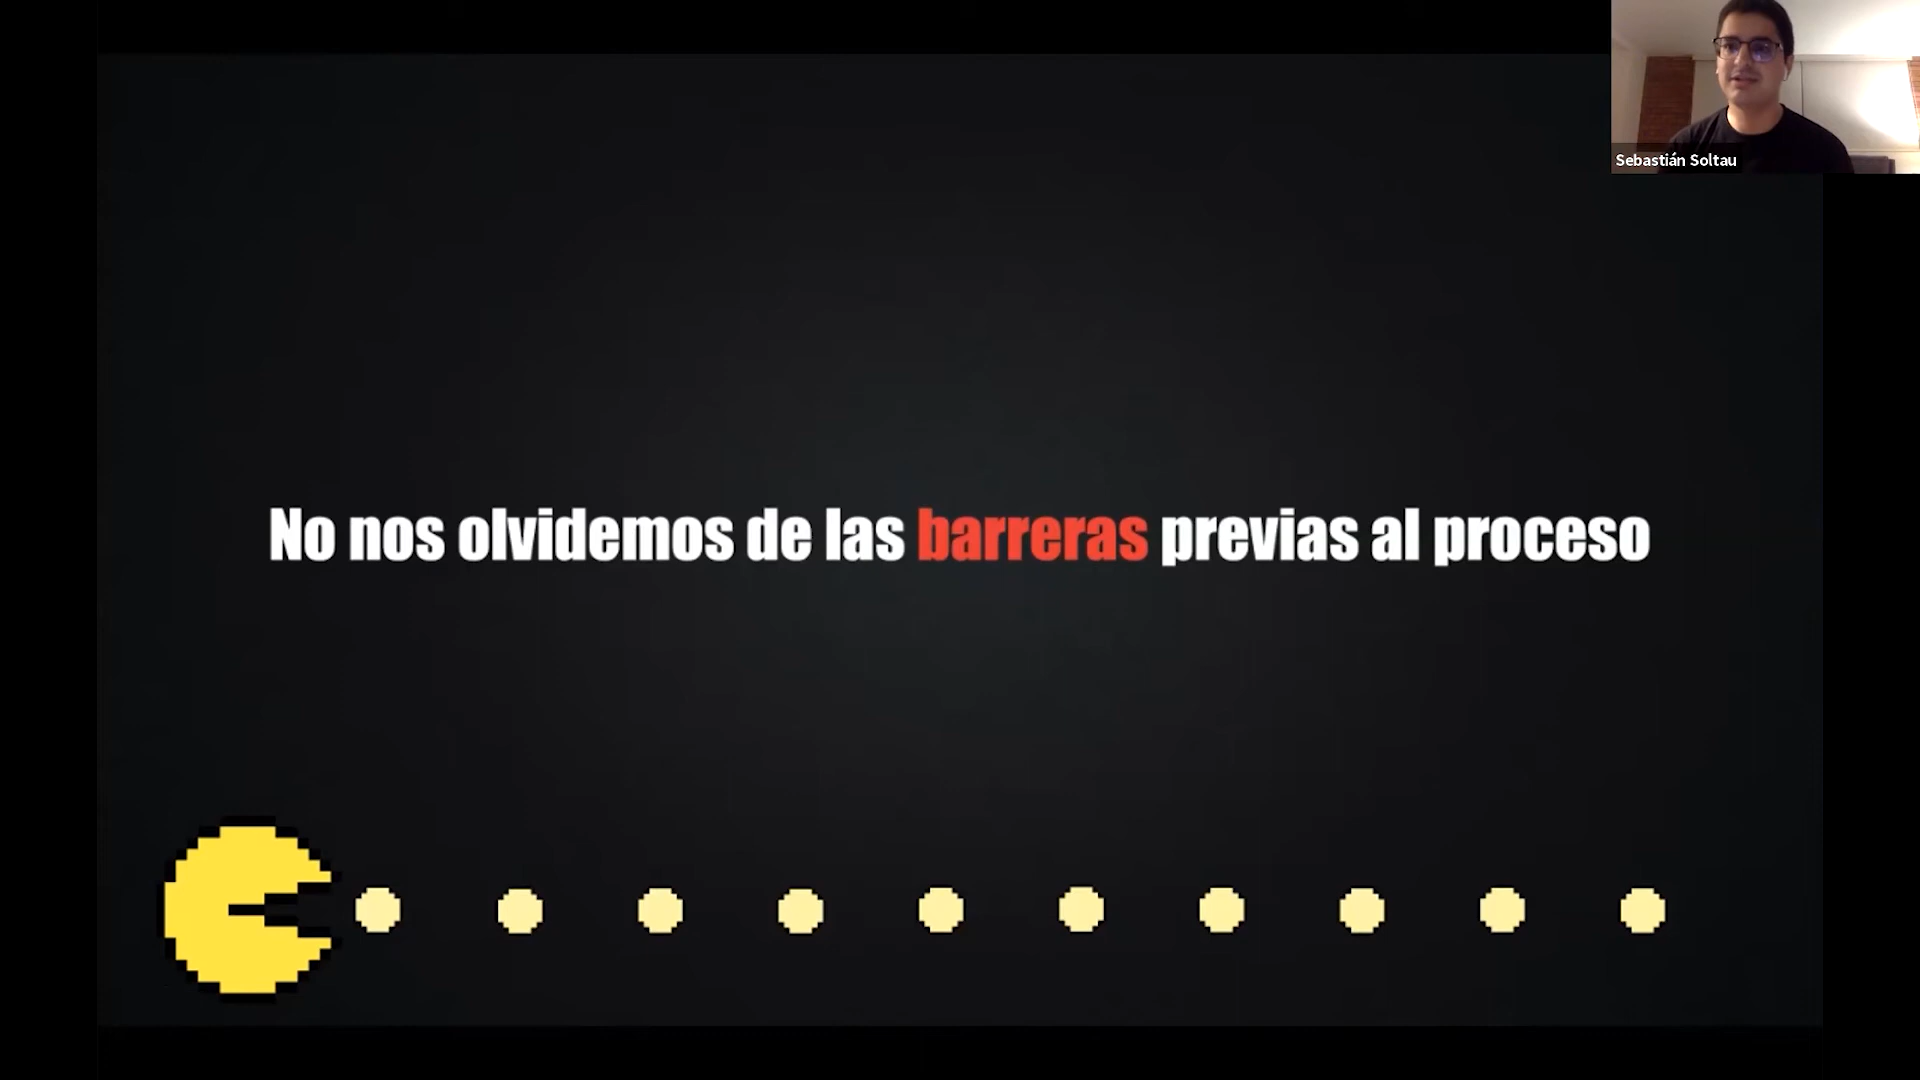 Sebastián Soltau
No nos olvidemos de las barreras previas al proceso